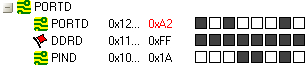 PORTD
PORTD 0x12... 0xA2
DDRD 0x11... 0xFF
PIND 0x10... 0x1A